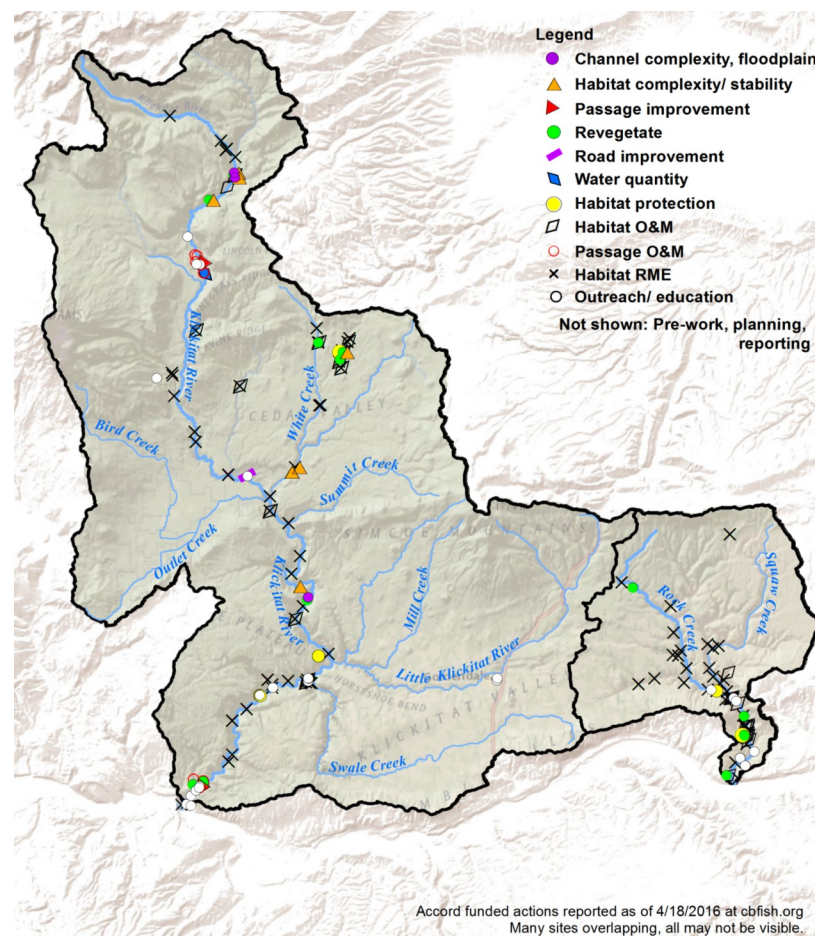 Legend
Channel complexity, floodplain
Habitat complexity/ stability
Passage improvement
Revegetate
Road improvement
Water quantity
Habitat protection
Habitat O&M
Passage O&M
Habitat RME
Outreach/ education
Not shown: Pre-work, planning,
reporting
River
LINCOLN
RIDGE
Klickitat River
RIDGE
White Creek
CEDAR VALLEY
Bird Creek
Summit Creek
SIMCOE MOUNTAINS
Outlet Creek
Squaw Creek
Klickitat River
Mill Creek
Rock Creek
Little Klickitat River
HORSESHOE BEND
KLICKITAT VALLEY
Swale Creek
Accord funded actions reported as of 4/18/2016 at cbfish.org
Many sites overlapping, all may not be visible.